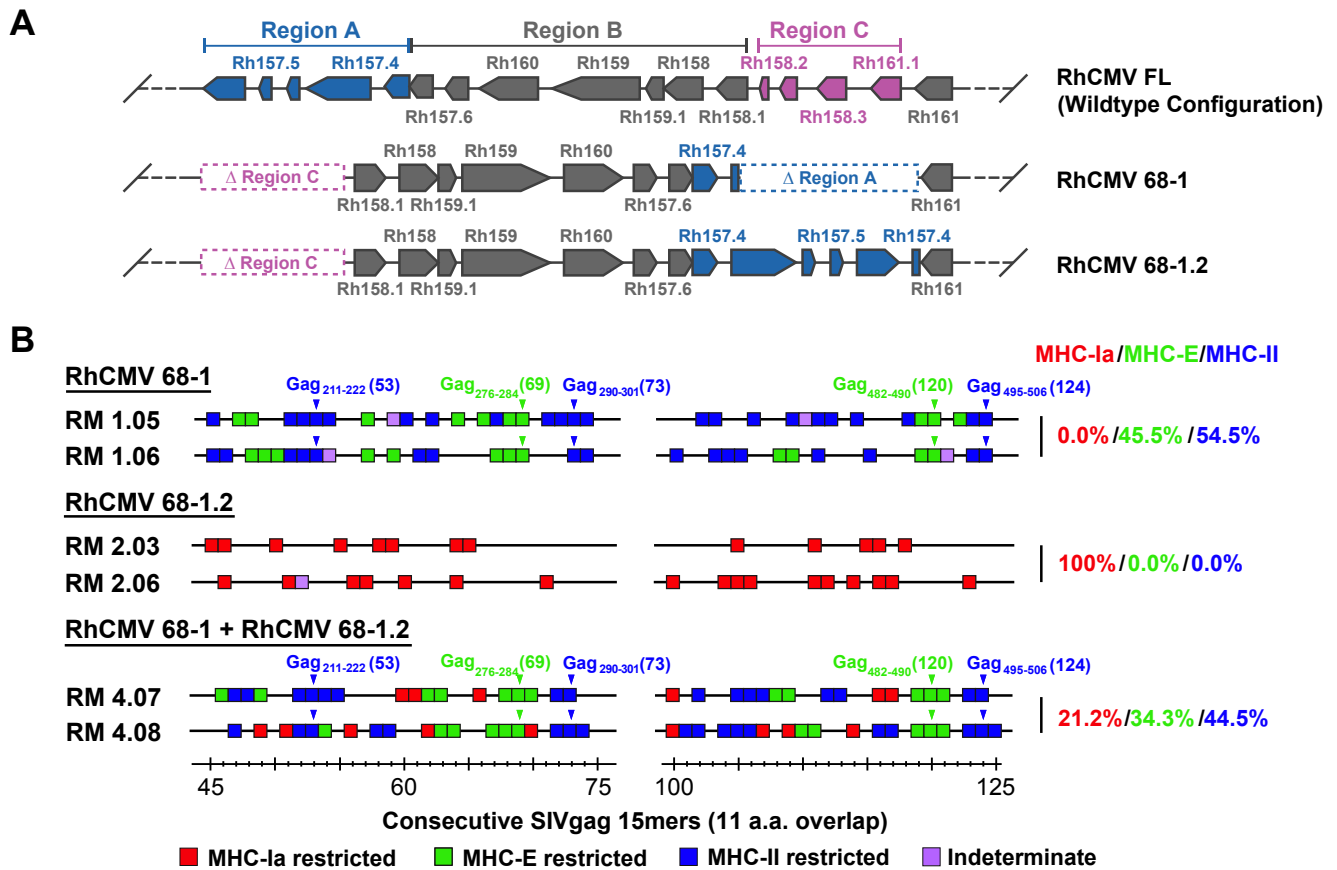 A
Region A
Region B
Region C
Rh157.5
Rh157.4
Rh160
Rh159
Rh158
Rh158.2
Rh161.1
Rh157.6
Rh159.1
Rh158.1
Rh158.3
Rh161
RhCMV FL
(Wildtype Configuration)
Rh158
Rh159
Rh160
Rh157.4
Δ Region C
Δ Region A
Rh158.1
Rh159.1
Rh157.6
Rh161
RhCMV 68-1
Rh158
Rh159
Rh160
Rh157.4
Rh157.5
Rh157.4
Δ Region C
Rh158.1
Rh159.1
Rh157.6
Rh161
RhCMV 68-1.2
B
MHC-Ia/MHC-E/MHC-II
RhCMV 68-1
Gag211-222 (53)
Gag276-284(69)
Gag290-301(73)
Gag482-490(120)
Gag495-506 (124)
RM 1.05
RM 1.06
0.0%/45.5% /54.5%
RhCMV 68-1.2
RM 2.03
RM 2.06
100%/0.0%/0.0%
RhCMV 68-1 + RhCMV 68-1.2
Gag211-222 (53)
Gag276-284(69)
Gag290-301(73)
Gag482-490(120)
Gag495-506 (124)
RM 4.07
RM 4.08
21.2%/34.3%/44.5%
45 60 75 100 125
Consecutive SIVgag 15mers (11 a.a. overlap)
MHC-Ia restricted
MHC-E restricted
MHC-II restricted
Indeterminate